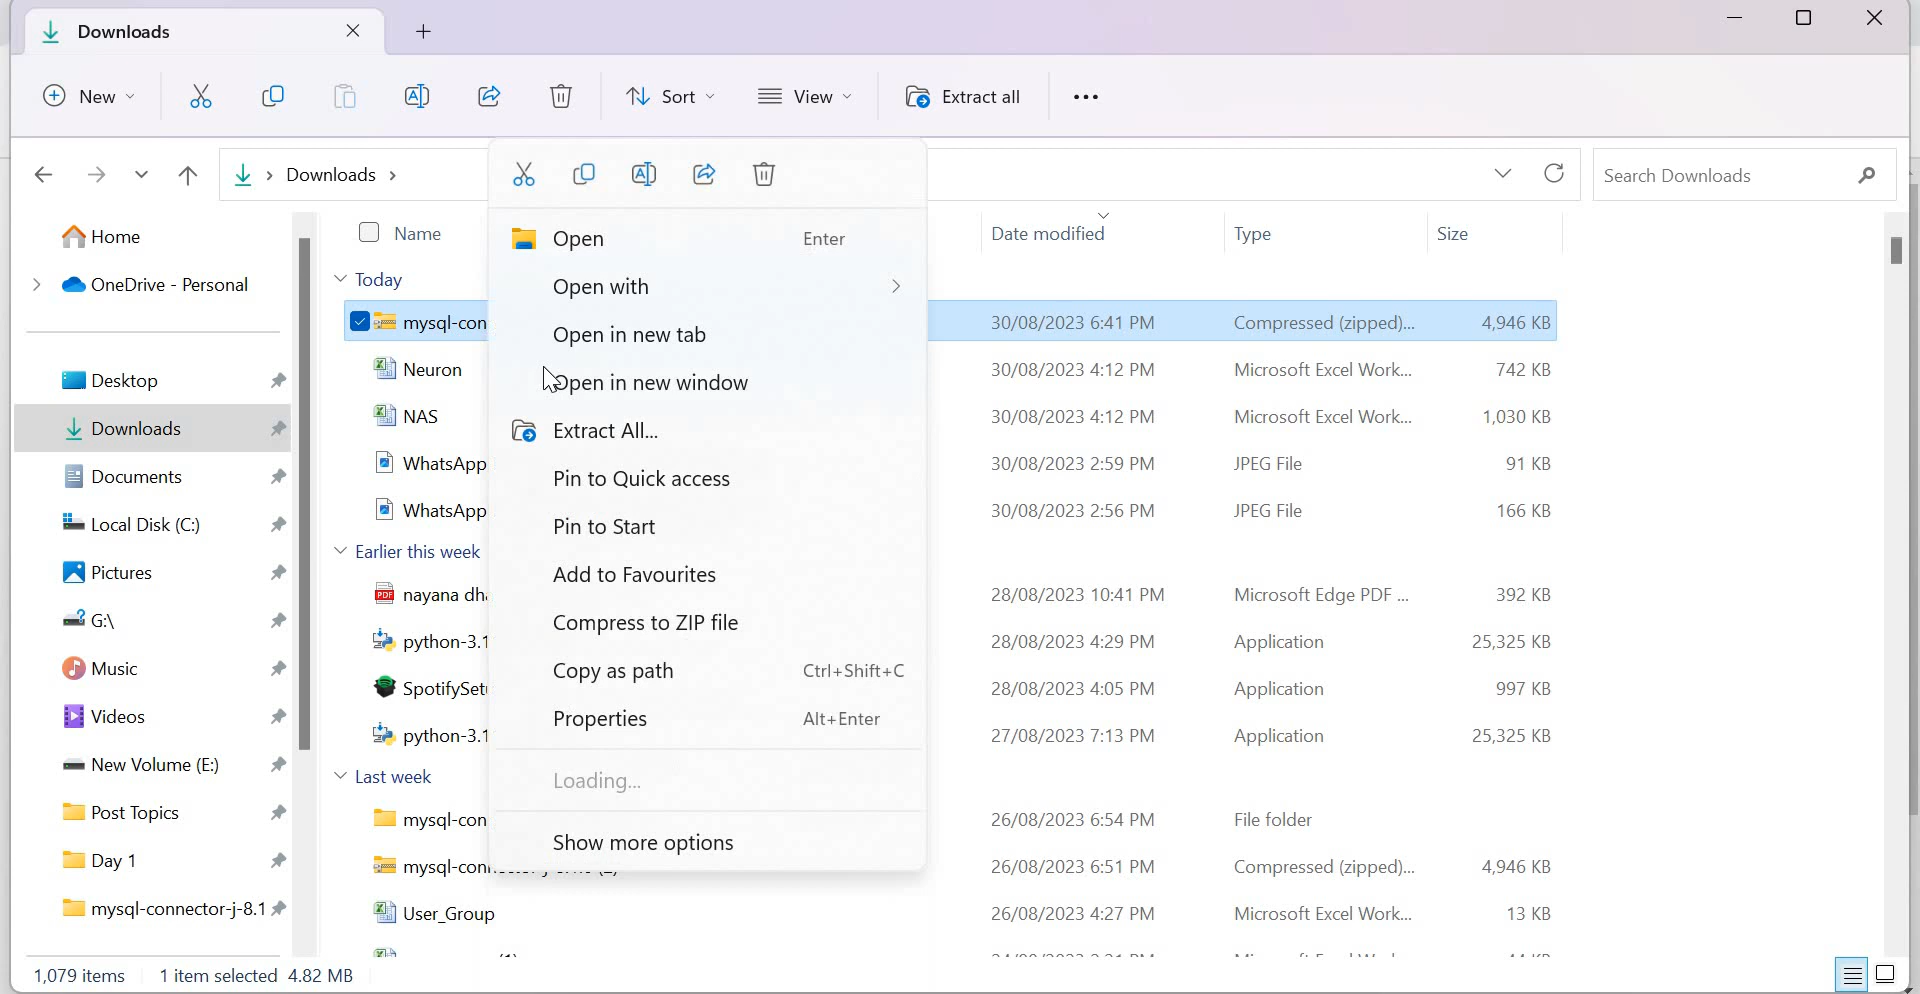 Downloads
New Sort View Extract all
Downloads Search Downloads
Home
OneDrive - Personal
Desktop
Downloads
Documents
Local Disk (C:)
Pictures
G:\
Music
Videos
New Volume (E:)
Post Topics
Day 1
mysql-connector-j-8.1
Name Date modified Type Size
Today
mysql-con 30/08/2023 6:41 PM Compressed (zipped)... 4,946 KB
Neuron 30/08/2023 4:12 PM Microsoft Excel Work... 742 KB
NAS 30/08/2023 4:12 PM Microsoft Excel Work... 1,030 KB
WhatsApp 30/08/2023 2:59 PM JPEG File 91 KB
WhatsApp 30/08/2023 2:56 PM JPEG File 166 KB
Earlier this week
nayana dha 28/08/2023 10:41 PM Microsoft Edge PDF ... 392 KB
python-3.1 28/08/2023 4:29 PM Application 25,325 KB
SpotifySetu 28/08/2023 4:05 PM Application 997 KB
python-3.1 27/08/2023 7:13 PM Application 25,325 KB
Last week
mysql-con 26/08/2023 6:54 PM File folder
mysql-con 26/08/2023 6:51 PM Compressed (zipped)... 4,946 KB
User_Group 26/08/2023 4:27 PM Microsoft Excel Work... 13 KB
Open Enter
Open with
Open in new tab
Open in new window
Extract All...
Pin to Quick access
Pin to Start
Add to Favourites
Compress to ZIP file
Copy as path Ctrl+Shift+C
Properties Alt+Enter
Loading...
Show more options
1,079 items 1 item selected 4.82 MB